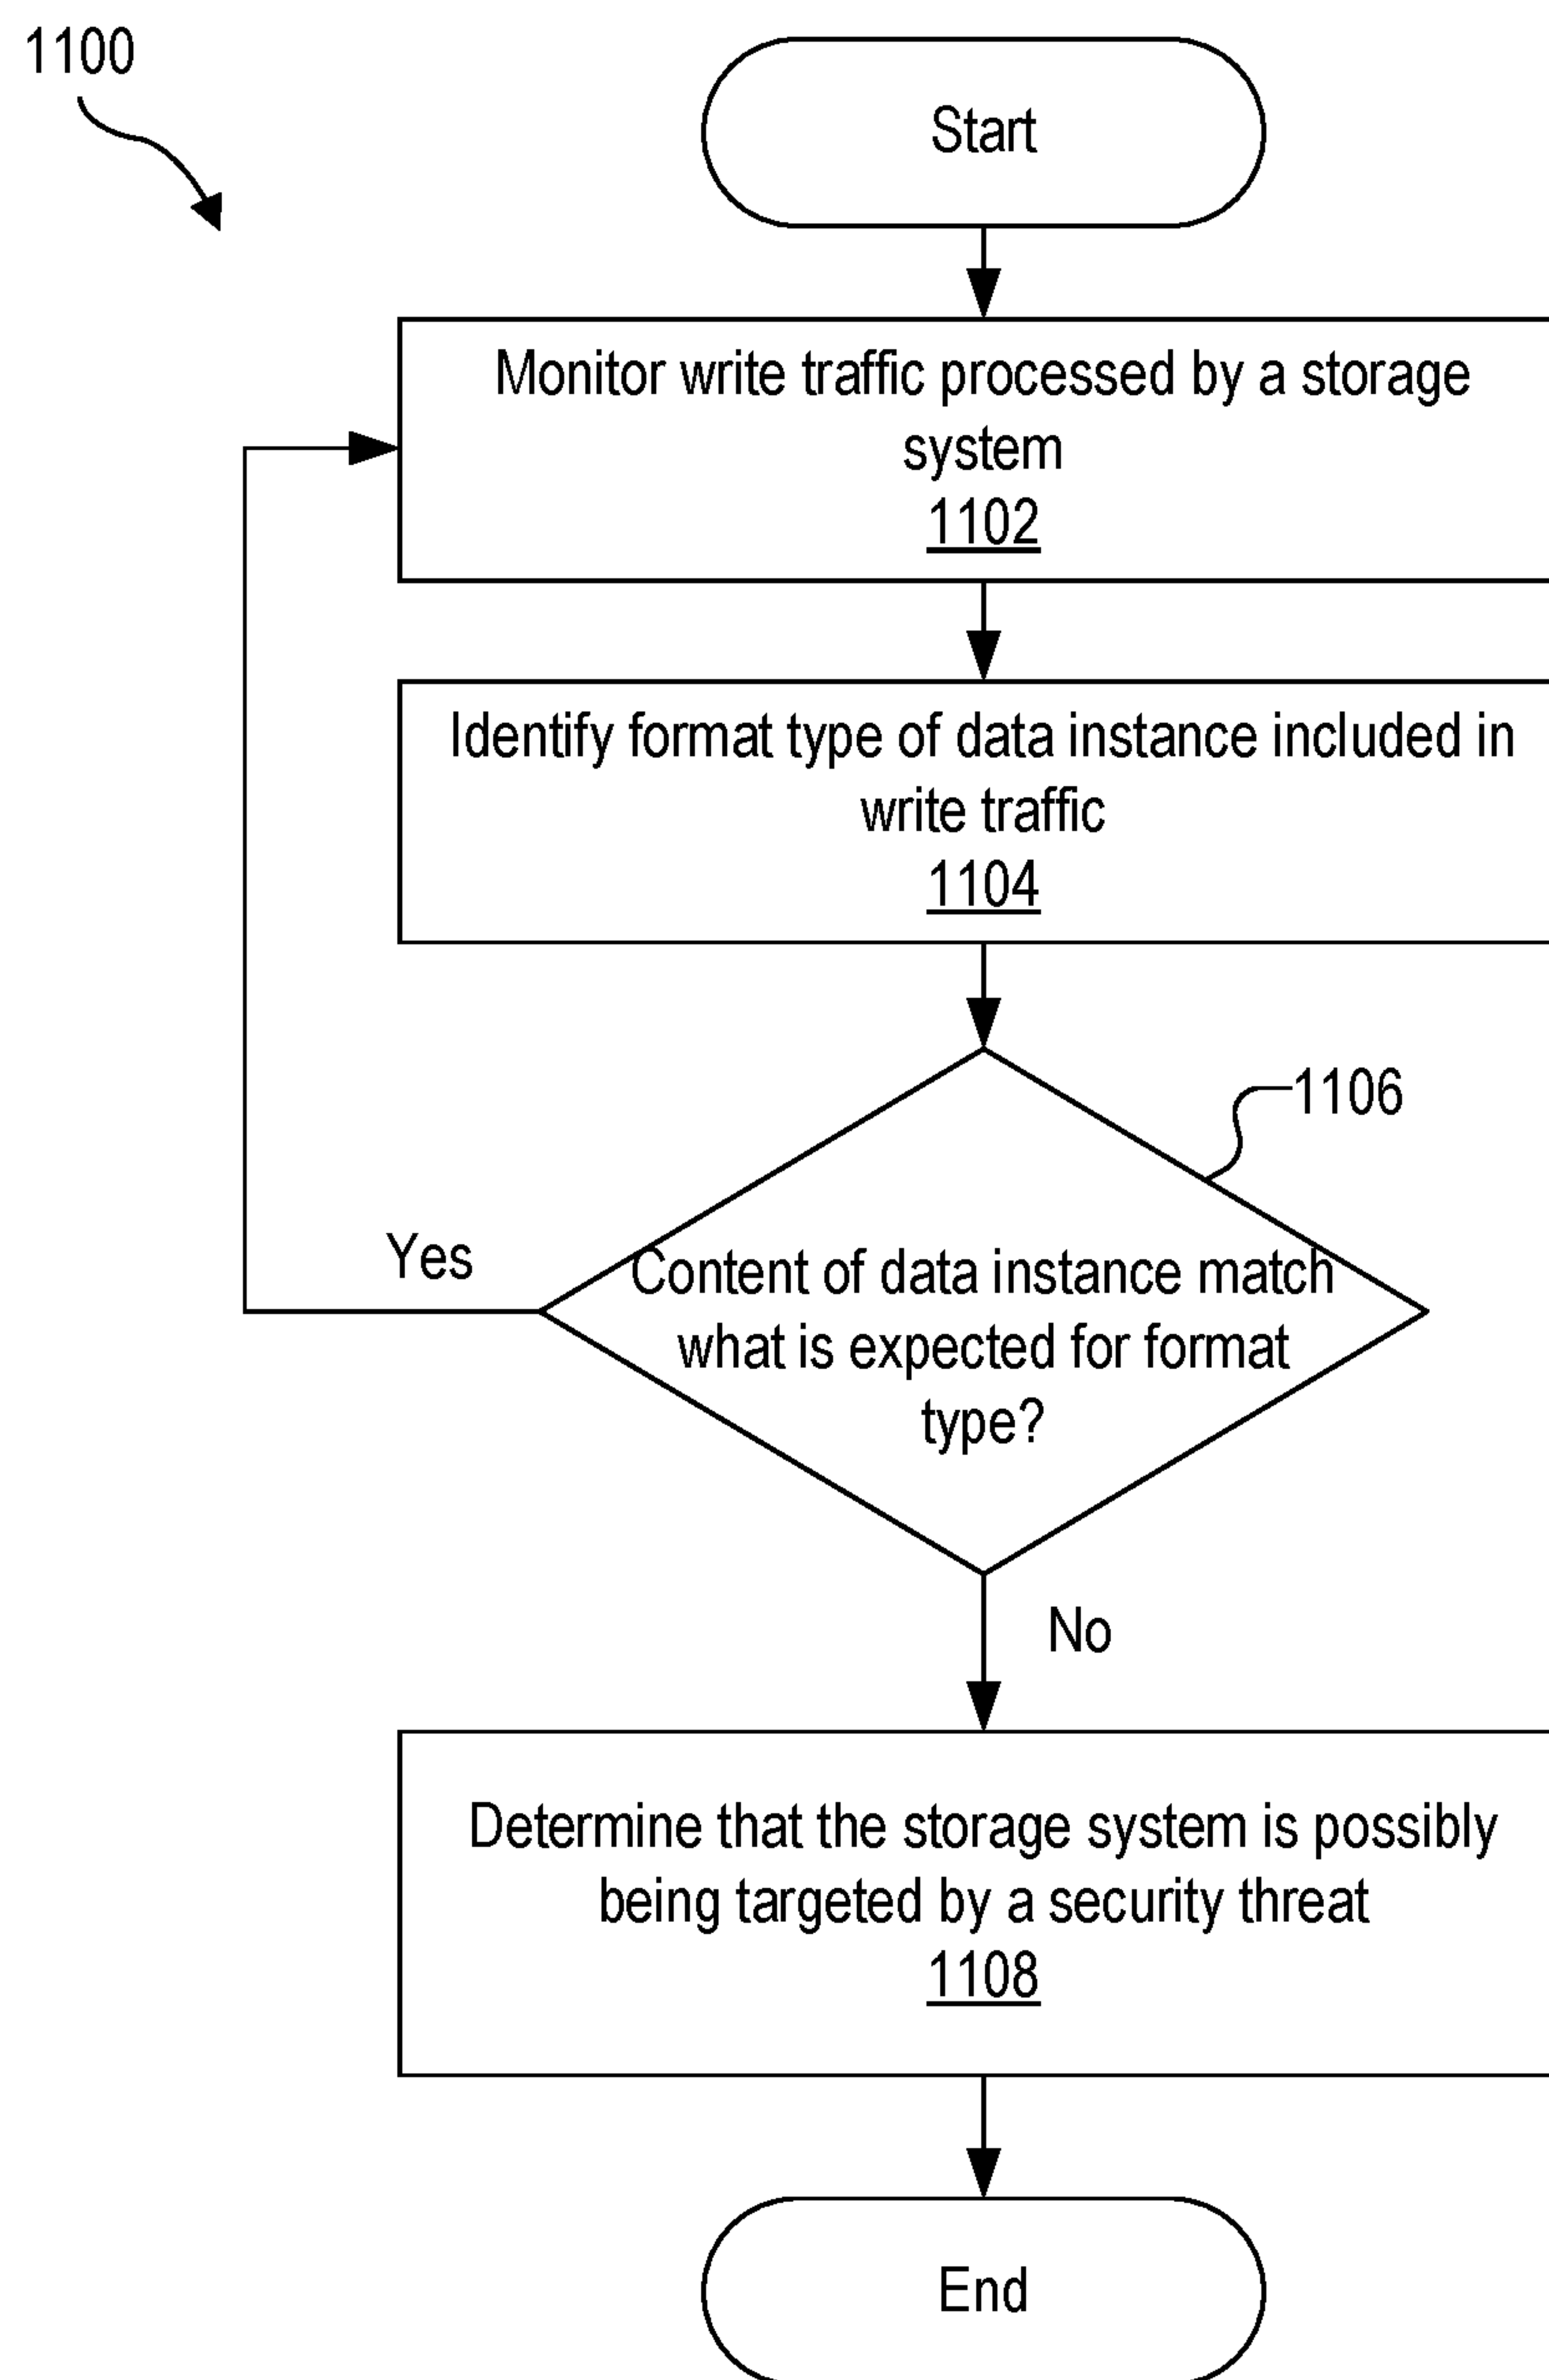 1100
Start
Monitor write traffic processed by a storage
system
1102
Identify format type of data instance included in
write traffic
1104
1106
Yes
Content of data instance match
what is expected for format
type?
No
Determine that the storage system is possibly
being targeted by a security threat
1108
End